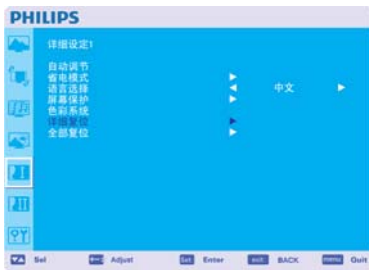 PHILIPS
详细设定1
自动调节
省电模式
语言选择 中文
屏幕保护
色彩系统
详细复位
全部复位
Sel Adjust Set Enter exit BACK menu Quit